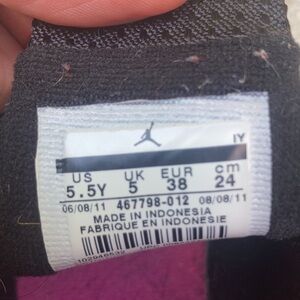 IY
US UK EUR cm
5.5Y 5 38 24
06/08/11 467798-012 08/08/11
MADE IN INDONESIA
FABRIQUE EN INDONESIE